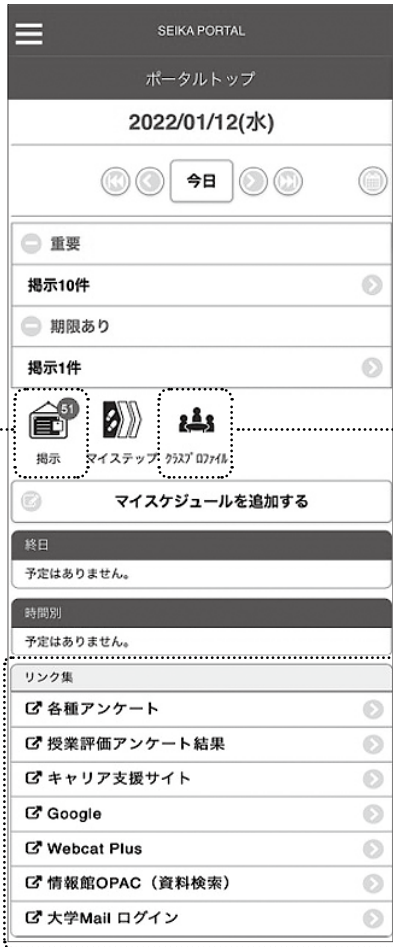 SEIKA PORTAL
ポータルトップ
2022/01/12(水)
今日
重要
掲示10件
期限あり
掲示1件
51
掲示 マイステップ クラスプロファイル
マイスケジュールを追加する
終日
予定はありません。
時間別
予定はありません。
リンク集
各種アンケート
授業評価アンケート結果
キャリア支援サイト
Google
Webcat Plus
情報館OPAC（資料検索）
大学Mail ログイン